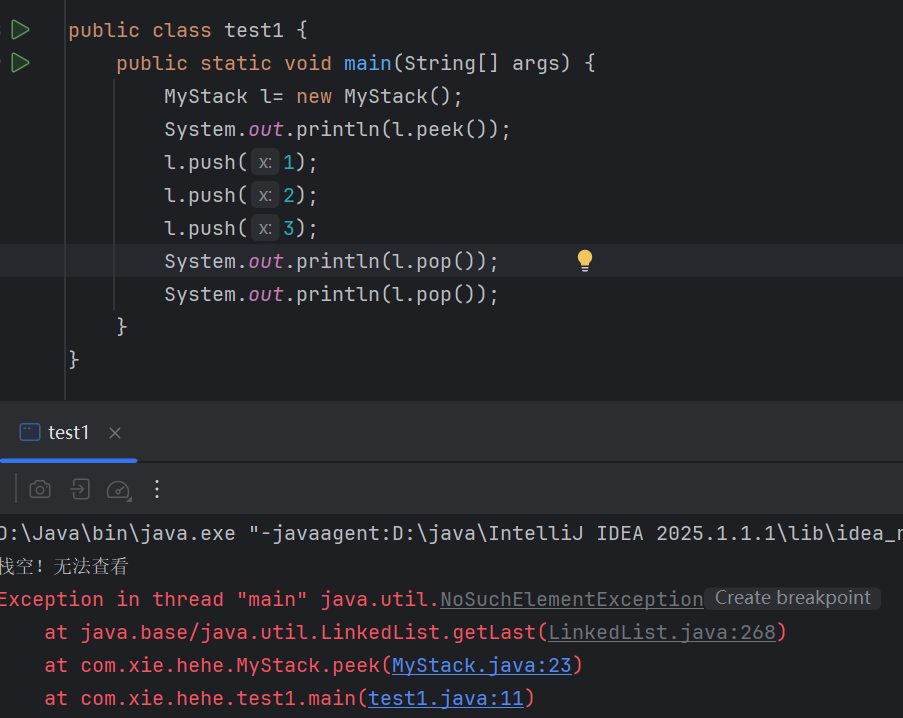 public class test1 {
public static void main(String[] args) {
MyStack l= new MyStack();
System.out.println(l.peek());
l.push( x: 1);
l.push( x: 2);
l.push( x: 3);
System.out.println(l.pop());
System.out.println(l.pop());
}
}
test1
D:\Java\bin\java.exe "-javaagent:D:\java\IntelliJ IDEA 2025.1.1.1\lib\idea_r
栈空！无法查看
Exception in thread "main" java.util.NoSuchElementException Create breakpoint
at java.base/java.util.LinkedList.getLast(LinkedList.java:268)
at com.xie.hehe.MyStack.peek(MyStack.java:23)
at com.xie.hehe.test1.main(test1.java:11)